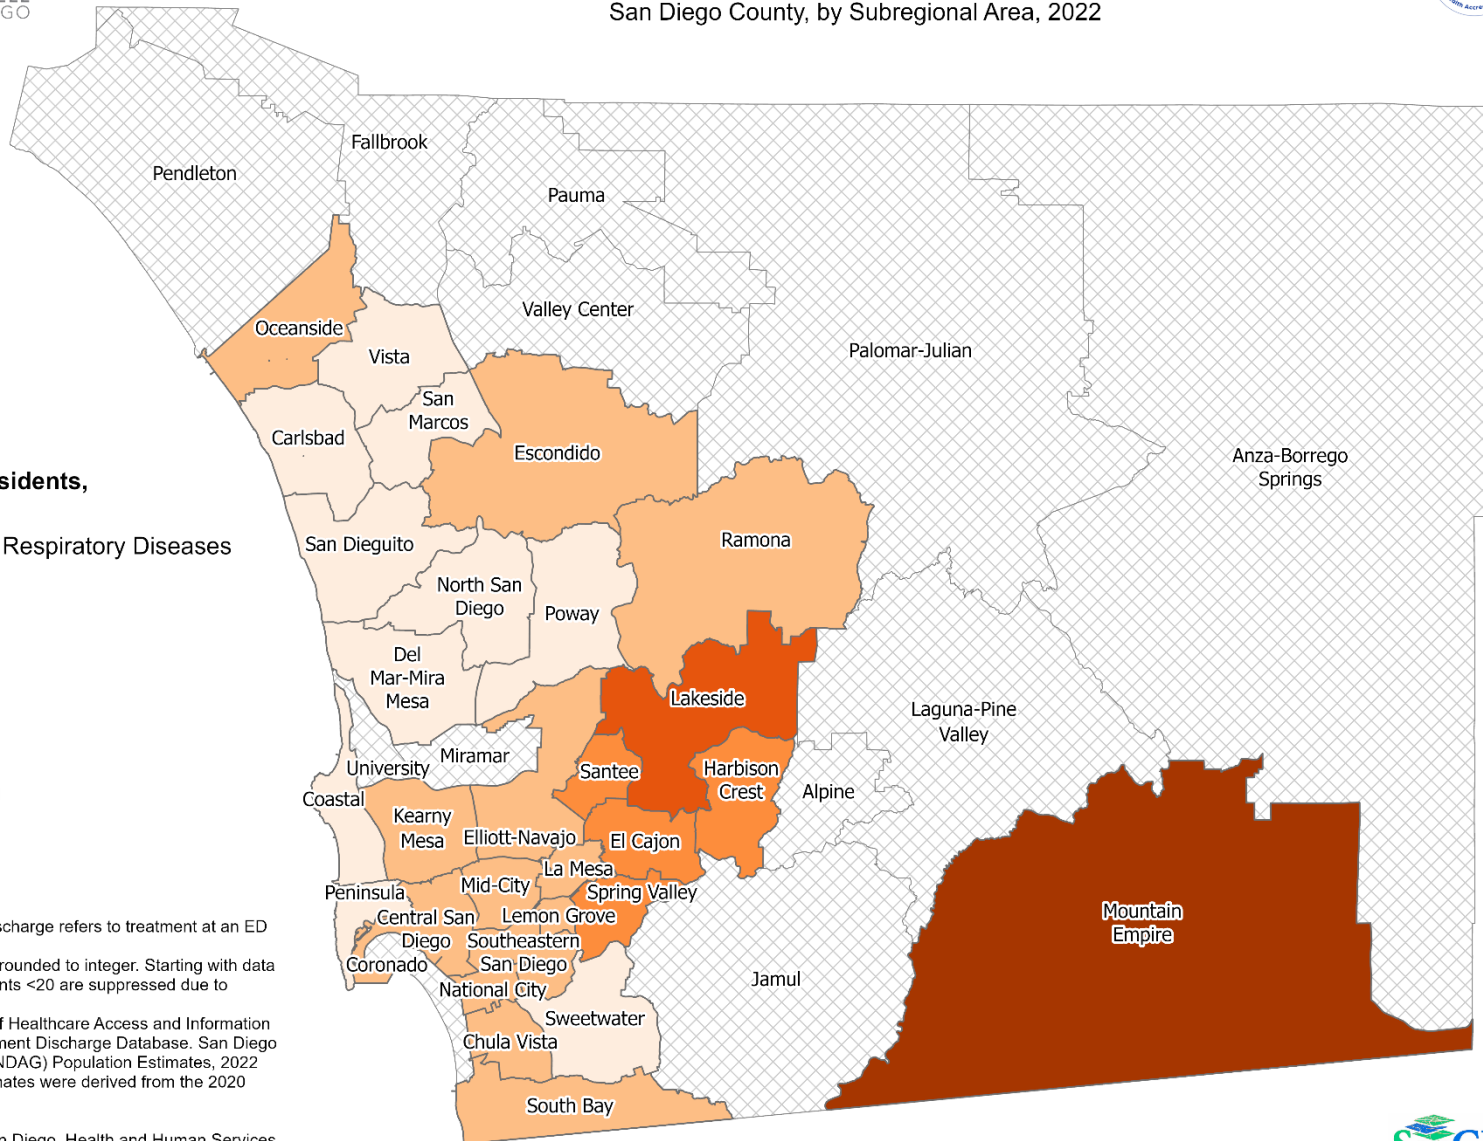 GO
San Diego County, by Subregional Area, 2022
Fallbrook
Pendleton
Pauma
Valley Center
Oceanside
Vista
Palomar-Julian
San
Marcos
Carlsbad
Escondido
Anza-Borrego
Springs
sidents,
Respiratory Diseases
San Dieguito
Ramona
North San
Diego
Poway
Del
Mar-Mira
Mesa
Lakeside
Laguna-Pine
Valley
Miramar
University
Santee
Harbison
Crest
Alpine
Coastal
Kearny
Mesa
Elliott-Navajo
El Cajon
La Mesa
Mid-City
Peninsula
Spring Valley
Central San
Diego
Lemon Grove
Mountain
Empire
Southeastern
San Diego
Coronado
Jamul
National City
Sweetwater
Chula Vista
South Bay
scharge refers to treatment at an ED
rounded to integer. Starting with data
nts <20 are suppressed due to
f Healthcare Access and Information
ment Discharge Database. San Diego
NDAG) Population Estimates, 2022
mates were derived from the 2020
n Diego, Health and Human Services